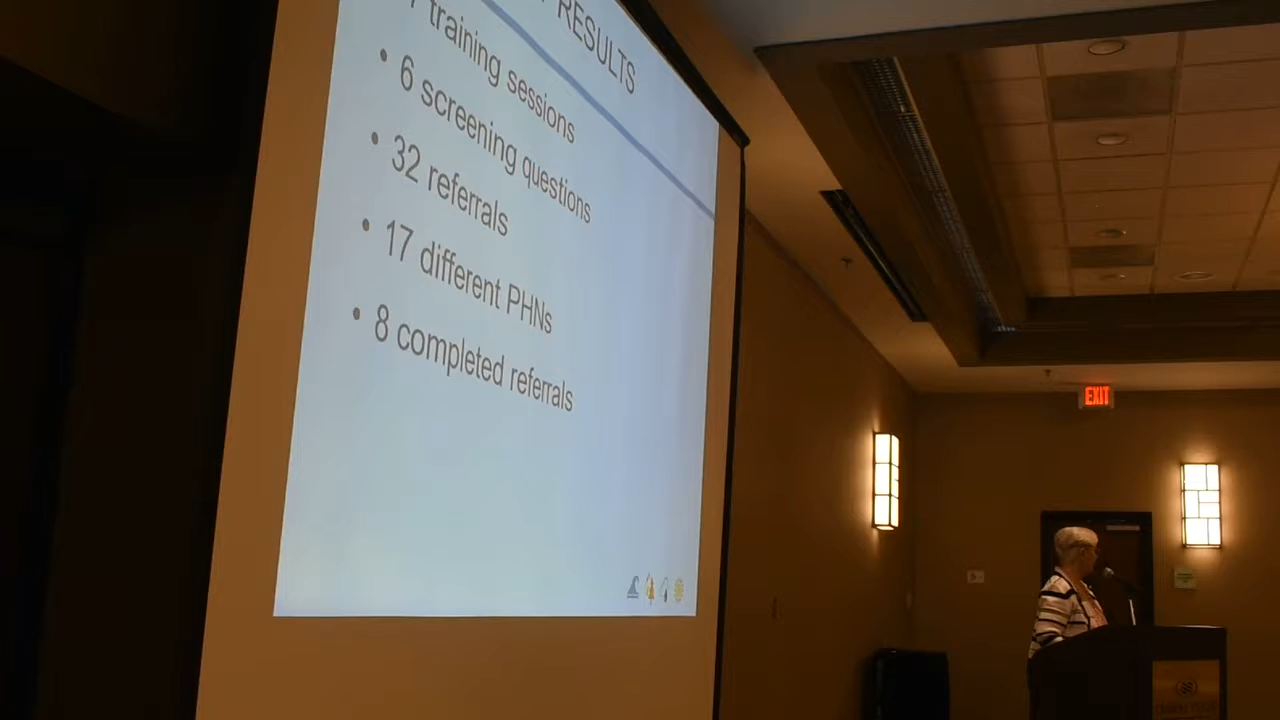 RESULTS
training sessions
• 6 screening questions
• 32 referrals
• 17 different PHNs
• 8 completed referrals
EXIT